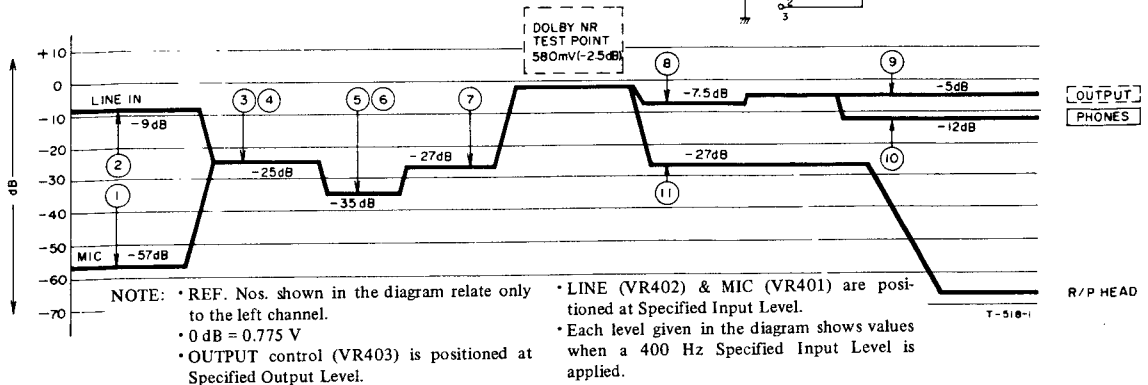 2
3
DOLBY NR
TEST POINT
580mV(-2.5dB)
+10
0
-10
-20
-30
-40
-50
-60
-70
dB
LINE IN
-9dB
2
1
MIC
-57dB
3 4
-25dB
5 6
-35dB
7
-27dB
8
-7.5dB
9
-5dB
OUTPUT
PHONES
-12dB
10
-27dB
11
R/P HEAD
T-518-1
NOTE: • REF. Nos. shown in the diagram relate only
to the left channel.
• 0 dB = 0.775 V
• OUTPUT control (VR403) is positioned at
Specified Output Level.
• LINE (VR402) & MIC (VR401) are posi-
tioned at Specified Input Level.
• Each level given in the diagram shows values
when a 400 Hz Specified Input Level is
applied.